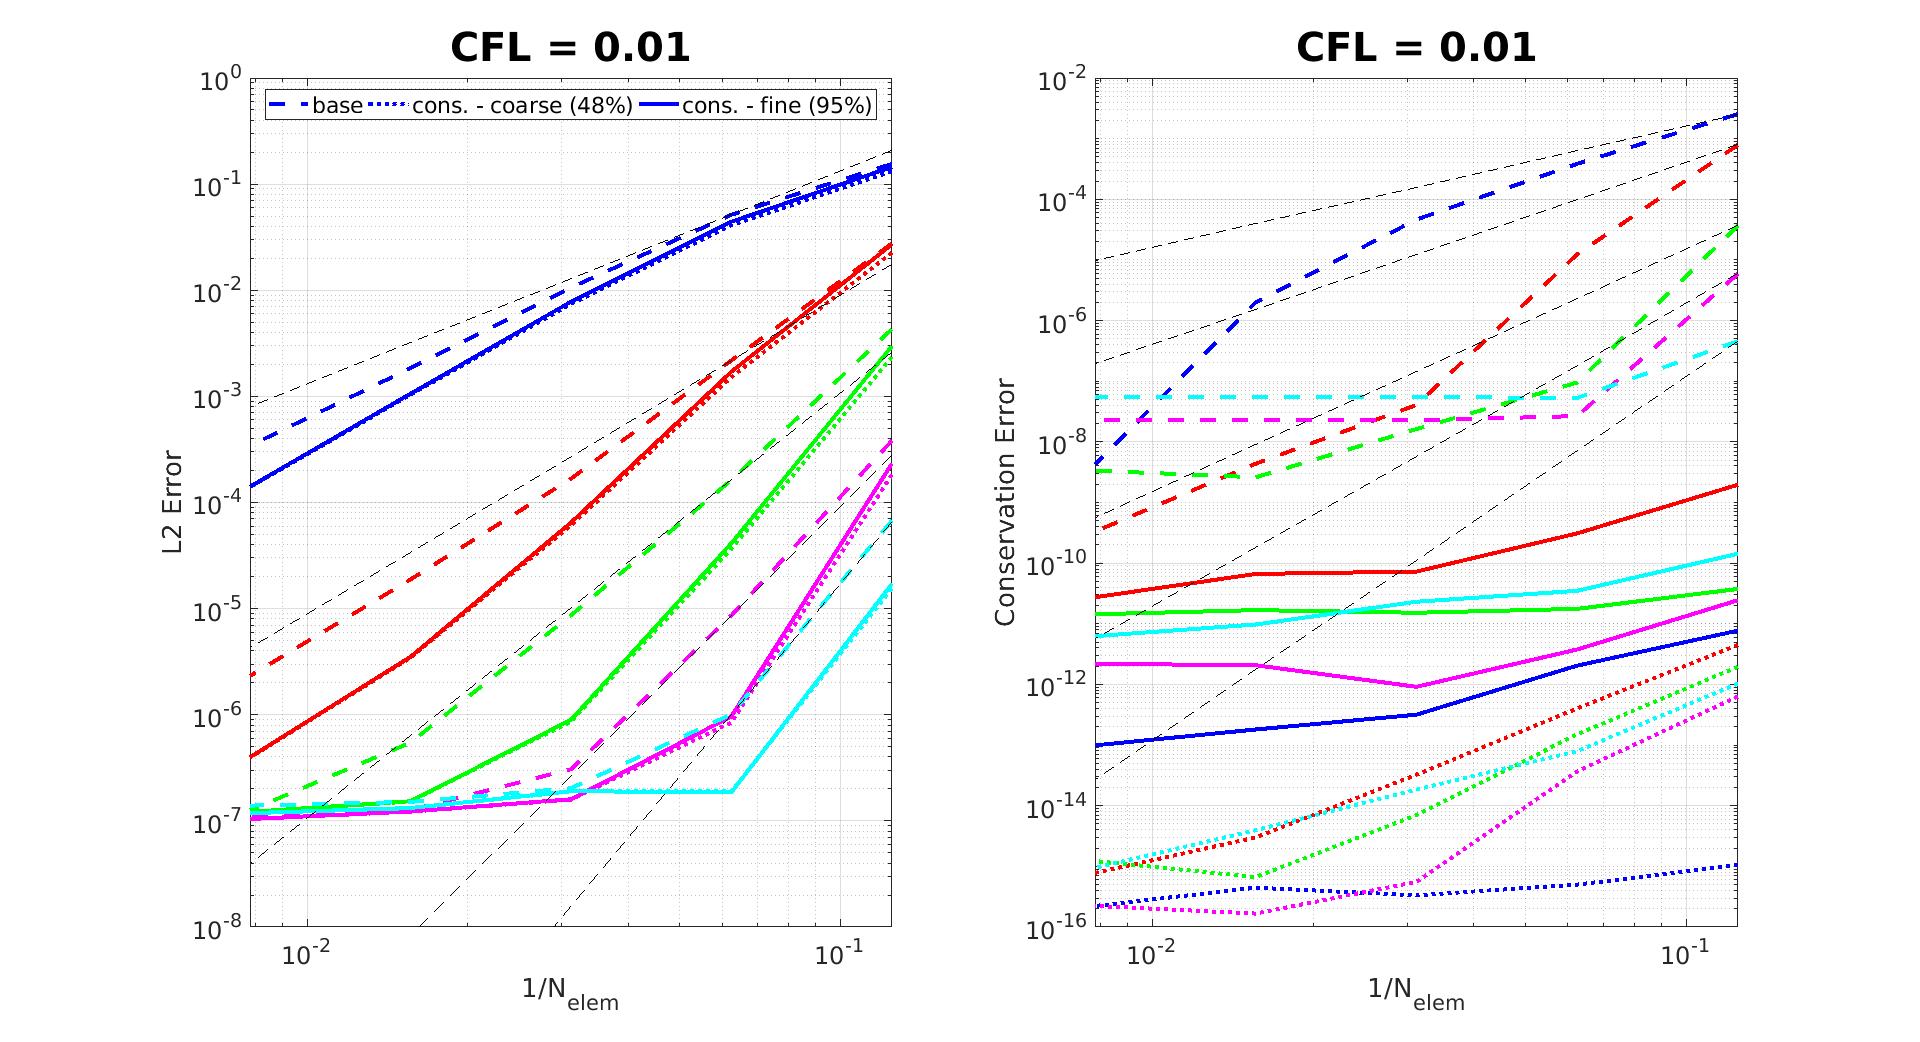 CFL = 0.01
base cons. - coarse (48%) cons. - fine (95%)
L2 Error
10^0
10^-1
10^-2
10^-3
10^-4
10^-5
10^-6
10^-7
10^-8
10^-2 10^-1
1/N_elem
CFL = 0.01
Conservation Error
10^-2
10^-4
10^-6
10^-8
10^-10
10^-12
10^-14
10^-16
10^-2 10^-1
1/N_elem